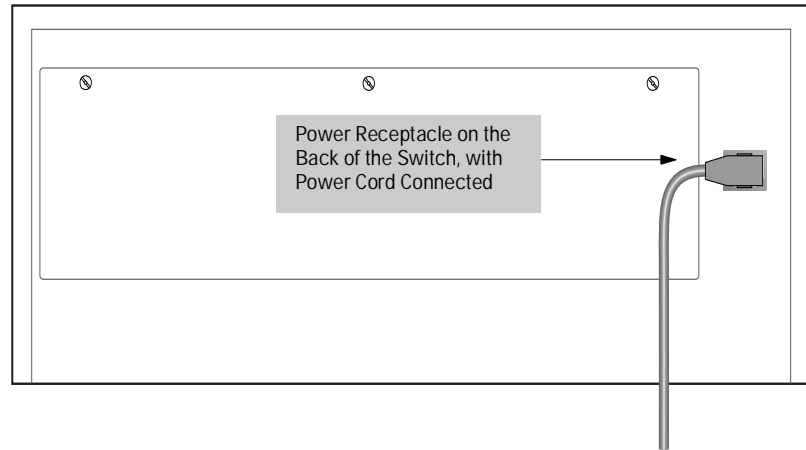 Power Receptacle on the
Back of the Switch, with
Power Cord Connected